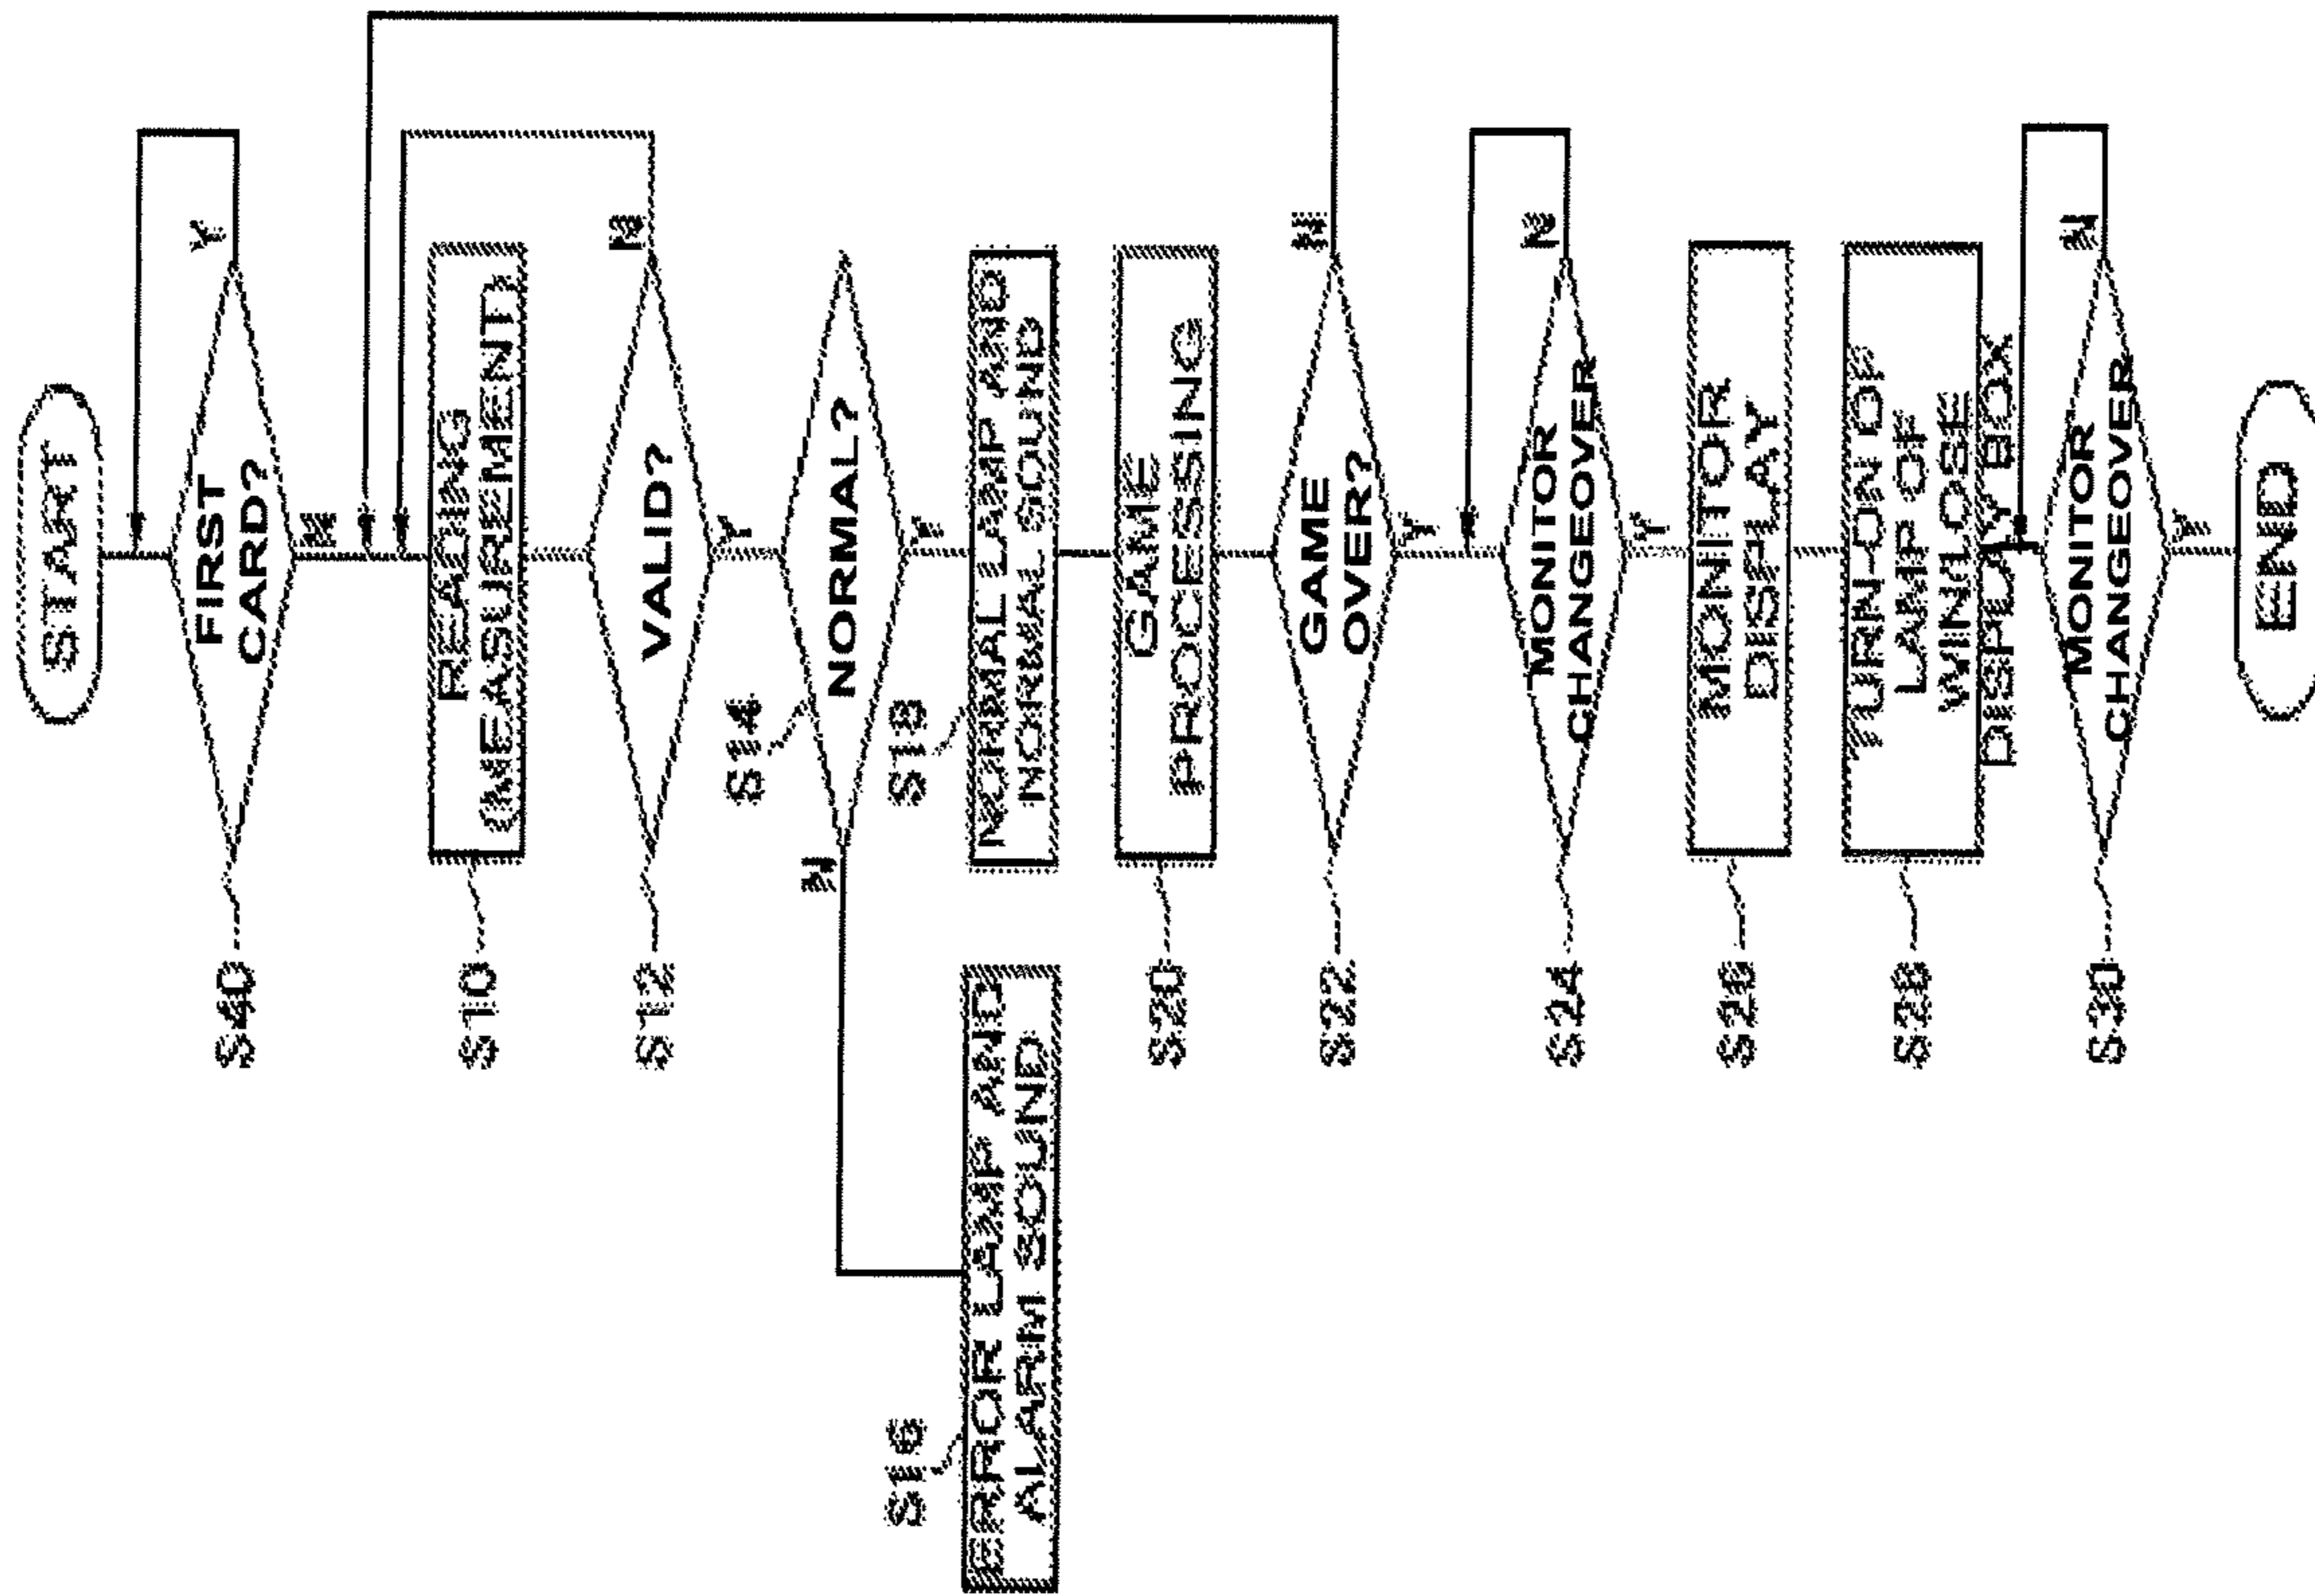 START
FIRST
CARD?
Y
N
S40
READING
(MEASUREMENT)
S10
VALID?
N
Y
S12
NORMAL?
S14
N
Y
ERROR LAMP AND
ALARM SOUND
S16
NORMAL LAMP AND
NORMAL SOUND
S18
GAME
PROCESSING
S20
GAME
OVER?
N
Y
S22
MONITOR
CHANGEOVER
N
Y
S24
MONITOR
DISPLAY
S26
TURN-ON OF
LAMP OF
WIN/LOSE
DISPLAY BOX
S28
MONITOR
CHANGEOVER
N
Y
S30
END